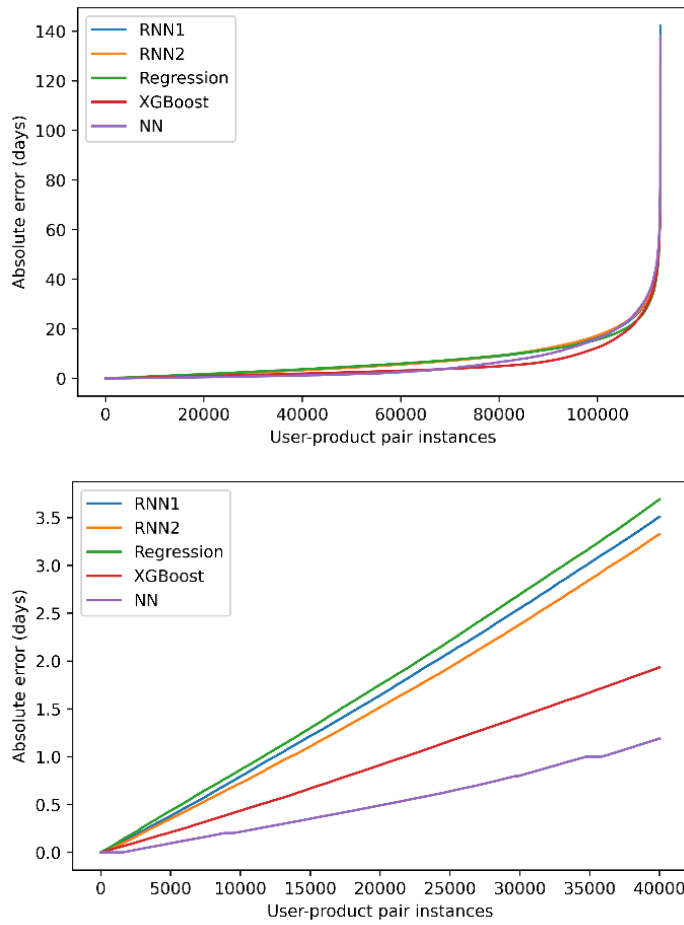 140
120
100
80
60
40
20
0
Absolute error (days)
RNN1
RNN2
Regression
XGBoost
NN
0 20000 40000 60000 80000 100000
User-product pair instances
3.5
3.0
2.5
2.0
1.5
1.0
0.5
0.0
Absolute error (days)
RNN1
RNN2
Regression
XGBoost
NN
0 5000 10000 15000 20000 25000 30000 35000 40000
User-product pair instances